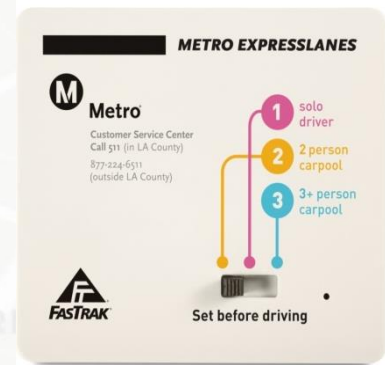 METRO EXPRESSLANES
M
Metro
Customer Service Center
Call 511 (in LA County)
877-224-6511
(outside LA County)
1 solo
driver
2 2 person
carpool
3 3+ person
carpool
FASTRAK
Set before driving